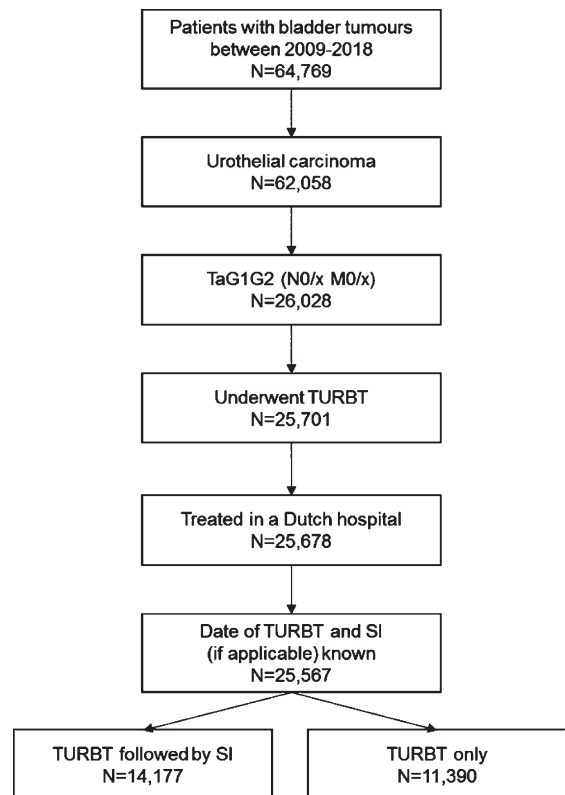 Patients with bladder tumours
between 2009-2018
N=64,769
Urothelial carcinoma
N=62,058
TaG1G2 (N0/x M0/x)
N=26,028
Underwent TURBT
N=25,701
Treated in a Dutch hospital
N=25,678
Date of TURBT and SI
(if applicable) known
N=25,567
TURBT followed by SI
N=14,177
TURBT only
N=11,390